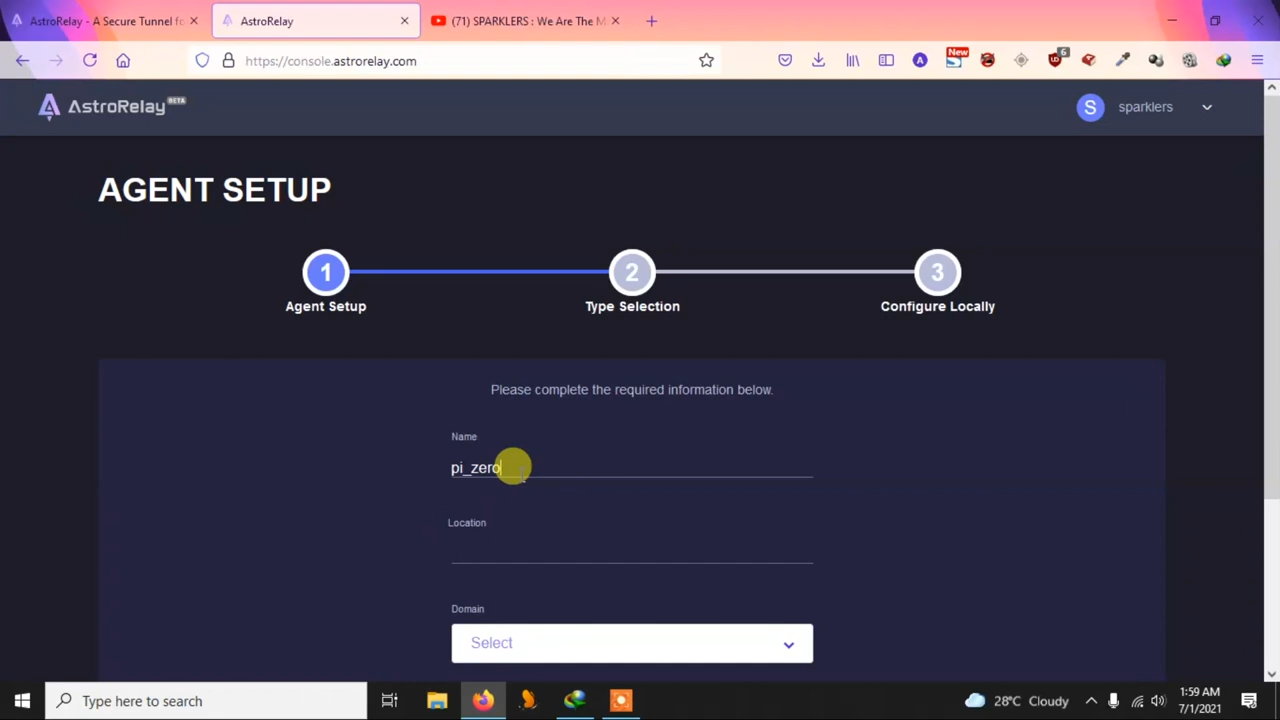 AstroRelay - A Secure Tunnel fo
AstroRelay
(71) SPARKLERS : We Are The M
https://console.astrorelay.com
New
6
AstroRelay BETA
S sparklers
AGENT SETUP
1 2 3
Agent Setup Type Selection Configure Locally
Please complete the required information below.
Name
pi_zero
Location
Domain
Select
Type here to search
28°C Cloudy
1:59 AM
7/1/2021